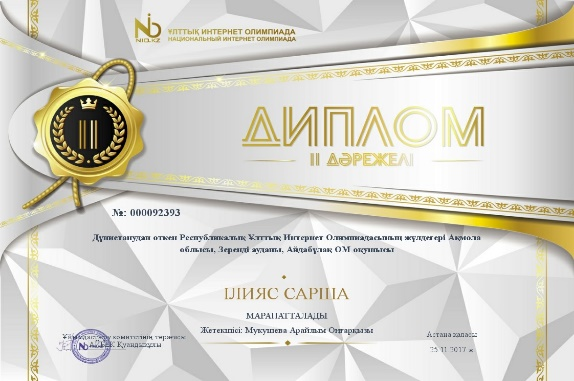 NIO.KZ
ҰЛТТЫҚ ИНТЕРНЕТ ОЛИМПИАДА
НАЦИОНАЛЬНЫЙ ИНТЕРНЕТ ОЛИМПИАДА
II
ДИПЛОМ
II ДӘРЕЖЕЛІ
№: 000092393
Дүниетанудан өткен Республикалық Ұлттық Интернет Олимпиадасының жүлдегері Ақмола
облысы, Зеренді ауданы, Айдабұлақ ОМ оқушысы
ІЛИЯС
МАРАПАТТАЛАДЫ
Жетекшісі: Мукушева Арайлым Оңғарқызы
Ұйымдастыру комитетінің төрағасы
Астана қаласы
25.11.2017 ж